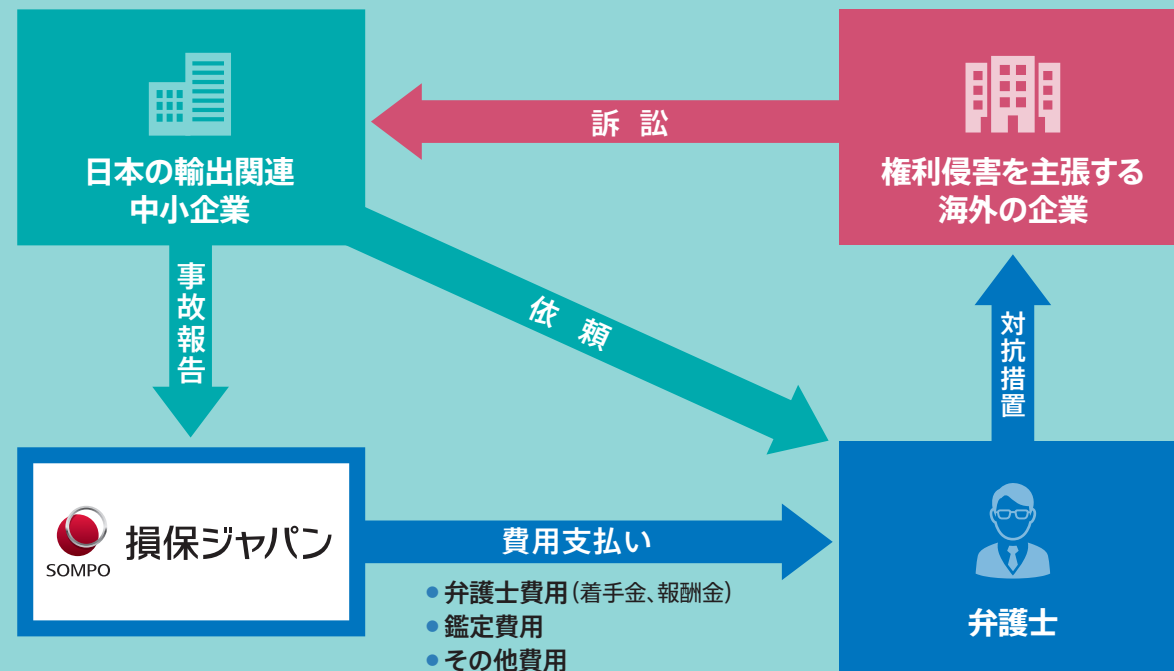 日本の輸出関連
中小企業
訴訟
権利侵害を主張する
海外の企業
事故報告
依頼
対抗措置
SOMPO
損保ジャパン
費用支払い
● 弁護士費用(着手金、報酬金)
● 鑑定費用
● その他費用
弁護士